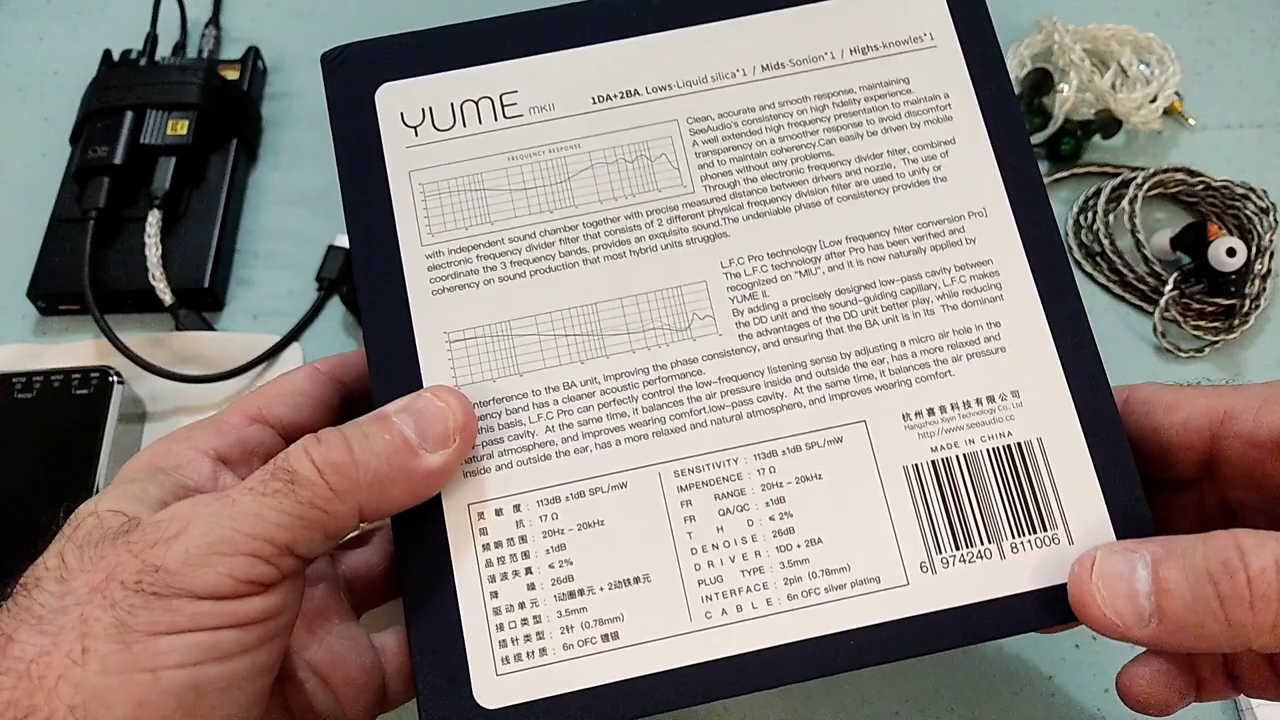 YUME MKII
1DA+2BA. Lows-Liquid silica*1 / Mids-Sonion*1 / Highs-knowles*1
FREQUENCY RESPONSE
Clean, accurate and smooth response, maintaining
SeeAudio's consistency on high fidelity experience.
A well extended high frequency presentation to maintain a
transparency on a smoother response to avoid discomfort
and to maintain coherency.Can easily be driven by mobile
phones without any problems.
Through the electronic frequency divider filter, combined
with independent sound chamber together with precise measured distance between drivers and nozzle, The use of
electronic frequency divider filter that consists of 2 different physical frequency division filter are used to unify or
coordinate the 3 frequency bands. provides an exquisite sound.The undeniable phase of consistency provides the
coherency on sound production that most hybrid units struggles.
L.F.C Pro technology [Low frequency filter conversion Pro]
The L.F.C technology after Pro has been verified and
recognized on "MIU", and it is now naturally applied by
YUME II.
By adding a precisely designed low-pass cavity between
the DD unit and the sound-guiding capillary, L.F.C makes
the advantages of the DD unit better play, while reducing
interference to the BA unit, improving the phase consistency, and ensuring that the BA unit is in its The dominant
uency band has a cleaner acoustic performance.
this basis, L.F.C Pro can perfectly control the low-frequency listening sense by adjusting a micro air hole in the
-pass cavity. At the same time, it balances the air pressure inside and outside the ear, has a more relaxed and
natural atmosphere, and improves wearing comfort.low-pass cavity. At the same time, it balances the air pressure
inside and outside the ear, has a more relaxed and natural atmosphere, and improves wearing comfort.
灵敏度：113dB ±1dB SPL/mW
阻抗：17 Ω
频响范围：20Hz – 20kHz
品控范围：±1dB
谐波失真：≤ 2%
降噪：26dB
驱动单元：1动圈单元 + 2动铁单元
接口类型：3.5mm
插针类型：2针 (0.78mm)
线缆材质：6n OFC 镀银
SENSITIVITY : 113dB ±1dB SPL/mW
IMPENDENCE : 17 Ω
FR RANGE : 20Hz – 20kHz
FR QA/QC : ±1dB
T H D : ≤ 2%
DENOISE : 26dB
DRIVER : 1DD + 2BA
PLUG TYPE : 3.5mm
INTERFACE : 2pin (0.78mm)
CABLE : 6n OFC silver plating
杭州喜音科技有限公司
Hangzhou Xiyin Technology Co., Ltd
http://www.seeaudio.cc
MADE IN CHINA
6 974240 811006